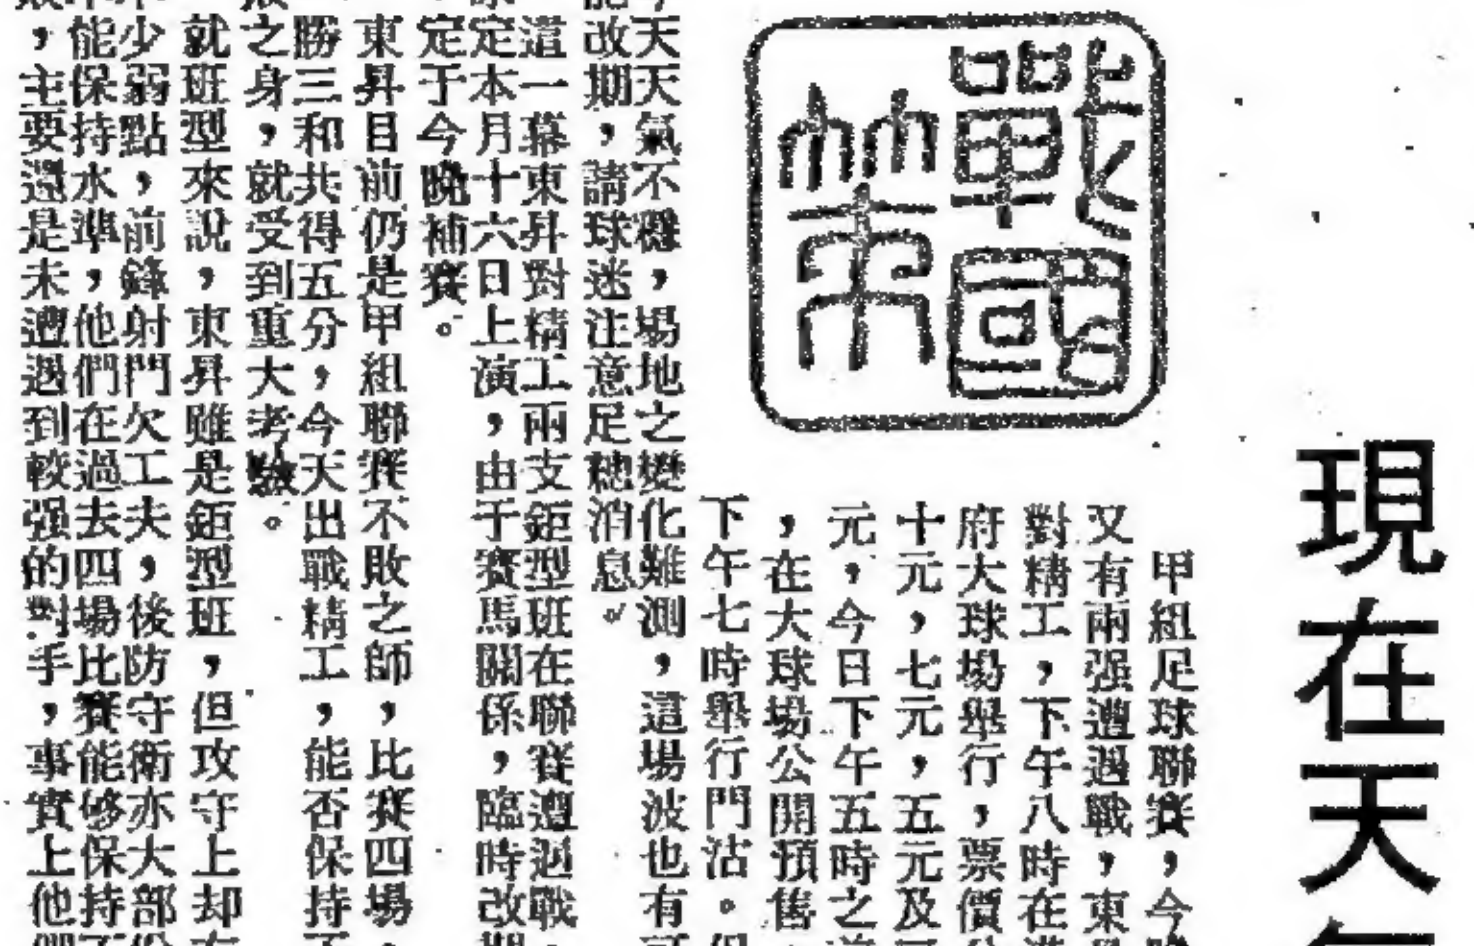 現在天
戰國策
甲組足球聯賽，今
又有兩强遭遇戰，東
對精工，下午八時在
府大球場舉行，票價
十元，七元，五元及
元，今日下午五時之
，在大球場公開預售
下午七時舉行門沽。
天天氣不穩，場地之變化難測，這場波也有
改期，請球迷注意足總消息。
這一幕東昇對精工兩支鉅型班在聯賽遭遇戰，
定本月十六日上演，由于賽馬關係，臨時改
定于今晚補賽。
東昇目前仍是甲組聯賽不敗之師，比賽四場，
勝三和共得五分，今天出戰精工，能否保持
之身，就受到重大考驗。
就班型來說，東昇雖是鉅型班，但攻守上却
少弱點，前鋒射門欠工夫，後防守衛亦大部
能保持水準，他們在過去四場比賽能够保持
，主要還是未遭遇到較强的對手，事實上他